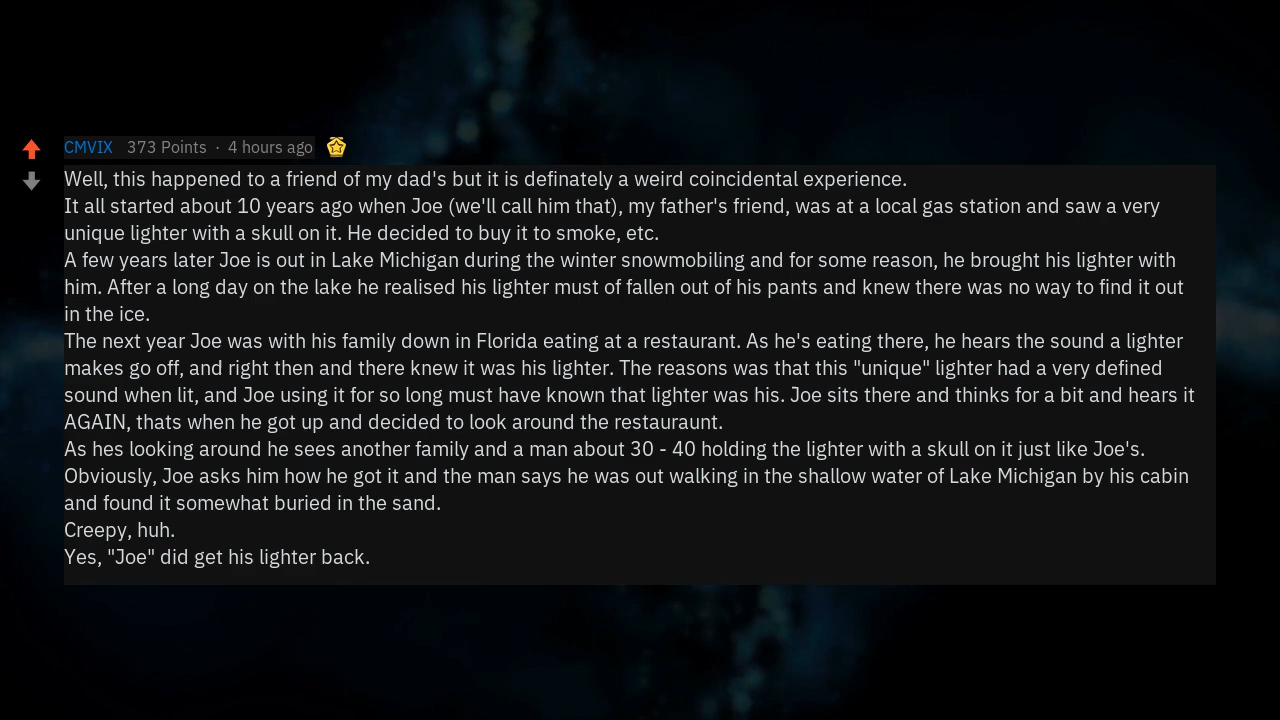 CMVIX 373 Points · 4 hours ago
Well, this happened to a friend of my dad's but it is definately a weird coincidental experience.
It all started about 10 years ago when Joe (we'll call him that), my father's friend, was at a local gas station and saw a very
unique lighter with a skull on it. He decided to buy it to smoke, etc.
A few years later Joe is out in Lake Michigan during the winter snowmobiling and for some reason, he brought his lighter with
him. After a long day on the lake he realised his lighter must of fallen out of his pants and knew there was no way to find it out
in the ice.
The next year Joe was with his family down in Florida eating at a restaurant. As he's eating there, he hears the sound a lighter
makes go off, and right then and there knew it was his lighter. The reasons was that this "unique" lighter had a very defined
sound when lit, and Joe using it for so long must have known that lighter was his. Joe sits there and thinks for a bit and hears it
AGAIN, thats when he got up and decided to look around the restauraunt.
As hes looking around he sees another family and a man about 30 - 40 holding the lighter with a skull on it just like Joe's.
Obviously, Joe asks him how he got it and the man says he was out walking in the shallow water of Lake Michigan by his cabin
and found it somewhat buried in the sand.
Creepy, huh.
Yes, "Joe" did get his lighter back.